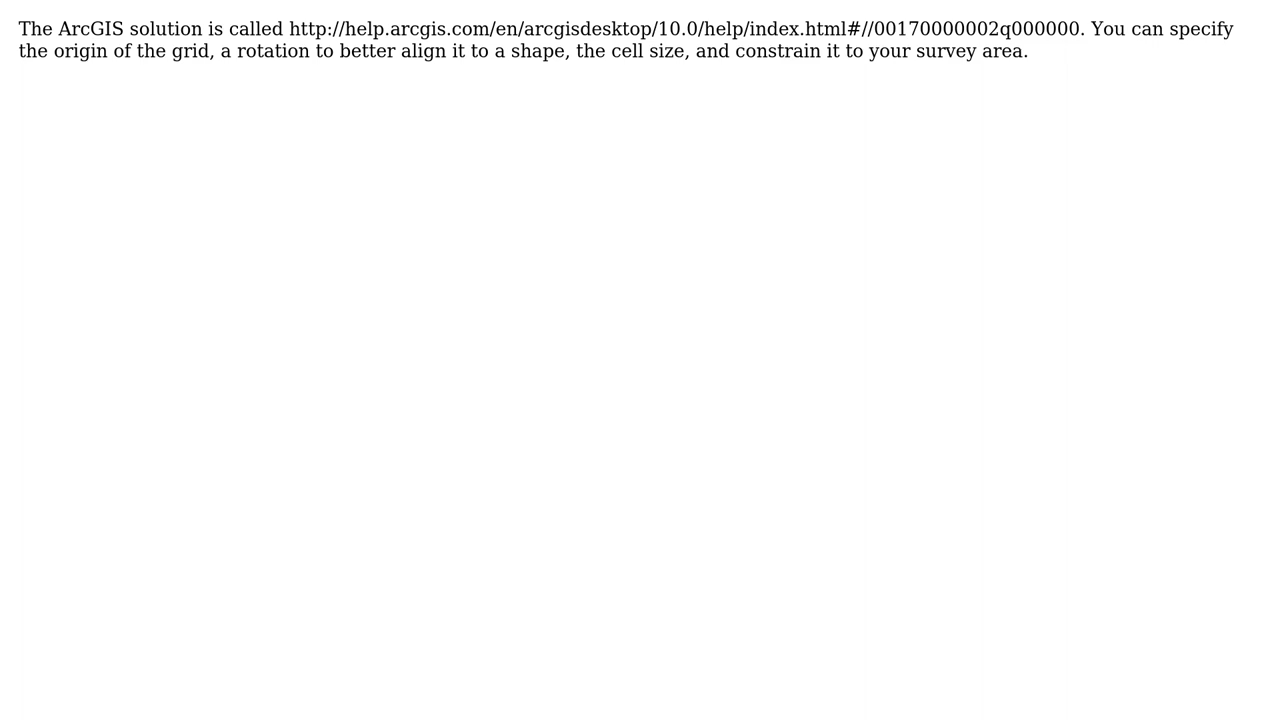 The ArcGIS solution is called http://help.arcgis.com/en/arcgisdesktop/10.0/help/index.html#//00170000002q000000. You can specify
the origin of the grid, a rotation to better align it to a shape, the cell size, and constrain it to your survey area.